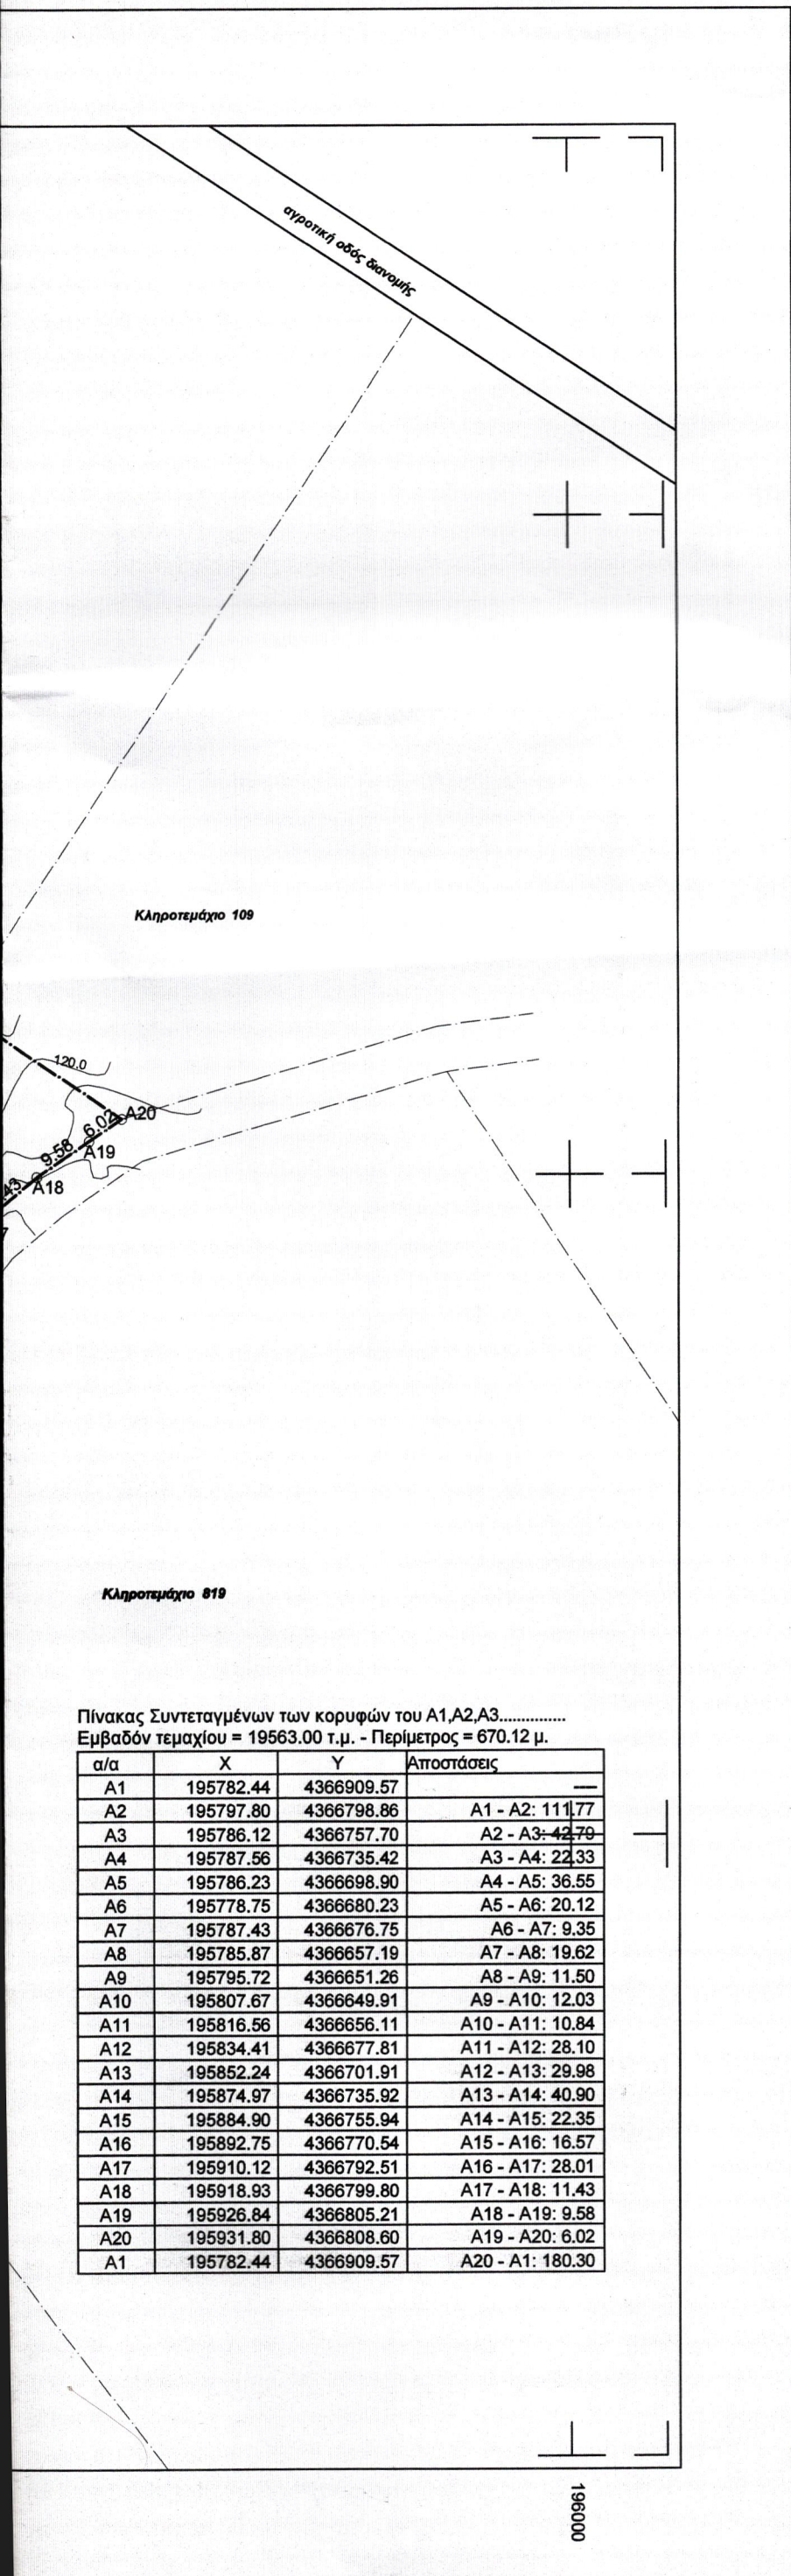 αγροτική οδός διανομής
Κληροτεμάχιο 109
120.0
A20
6.02
A19
9.58
A18
43
7
Κληροτεμάχιο 819
Πίνακας Συντεταγμένων των κορυφών του Α1,Α2,Α3...............
Εμβαδόν τεμαχίου = 19563.00 τ.μ. - Περίμετρος = 670.12 μ.
α/α X Y Αποστάσεις
A1 195782.44 4366909.57 ----
A2 195797.80 4366798.86 A1 - A2: 111.77
A3 195786.12 4366757.70 A2 - A3: 42.79
A4 195787.56 4366735.42 A3 - A4: 22.33
A5 195786.23 4366698.90 A4 - A5: 36.55
A6 195778.75 4366680.23 A5 - A6: 20.12
A7 195787.43 4366676.75 A6 - A7: 9.35
A8 195785.87 4366657.19 A7 - A8: 19.62
A9 195795.72 4366651.26 A8 - A9: 11.50
A10 195807.67 4366649.91 A9 - A10: 12.03
A11 195816.56 4366656.11 A10 - A11: 10.84
A12 195834.41 4366677.81 A11 - A12: 28.10
A13 195852.24 4366701.91 A12 - A13: 29.98
A14 195874.97 4366735.92 A13 - A14: 40.90
A15 195884.90 4366755.94 A14 - A15: 22.35
A16 195892.75 4366770.54 A15 - A16: 16.57
A17 195910.12 4366792.51 A16 - A17: 28.01
A18 195918.93 4366799.80 A17 - A18: 11.43
A19 195926.84 4366805.21 A18 - A19: 9.58
A20 195931.80 4366808.60 A19 - A20: 6.02
A1 195782.44 4366909.57 A20 - A1: 180.30
196000